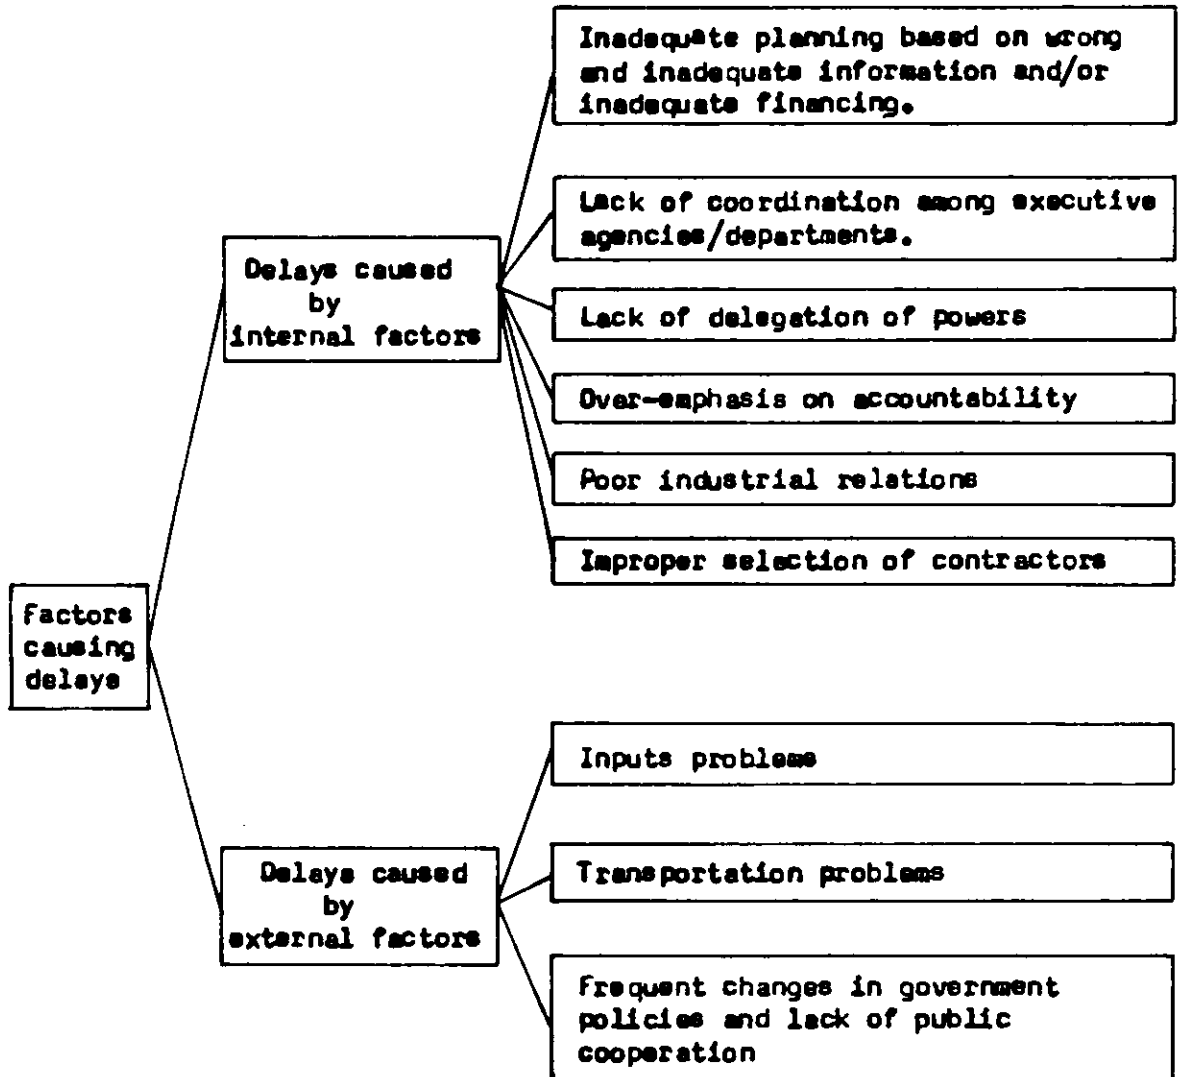 Inadequate planning based on wrong
and inadequate information and/or
inadequate financing.
Lack of coordination among executive
agencies/departments.
Delays caused
by
internal factors
Lack of delegation of powers
Over-emphasis on accountability
Poor industrial relations
Improper selection of contractors
Factors
causing
delays
Inputs problems
Delays caused
by
external factors
Transportation problems
Frequent changes in government
policies and lack of public
cooperation